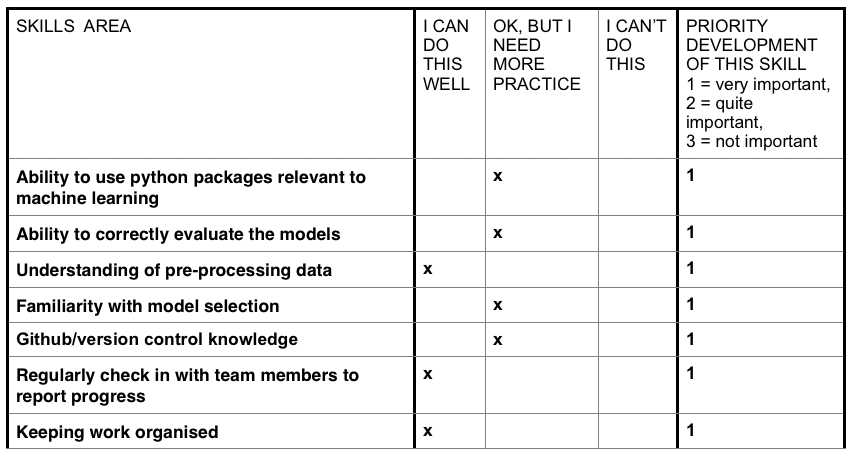 SKILLS AREA
I CAN
DO
THIS
WELL
OK, BUT I
NEED
MORE
PRACTICE
I CAN'T
DO
THIS
PRIORITY
DEVELOPMENT
OF THIS SKILL
1 = very important,
2 = quite
important,
3 = not important
Ability to use python packages relevant to
machine learning
x
1
Ability to correctly evaluate the models
x
1
Understanding of pre-processing data
x
1
Familiarity with model selection
x
1
Github/version control knowledge
x
1
Regularly check in with team members to
report progress
x
1
Keeping work organised
x
1